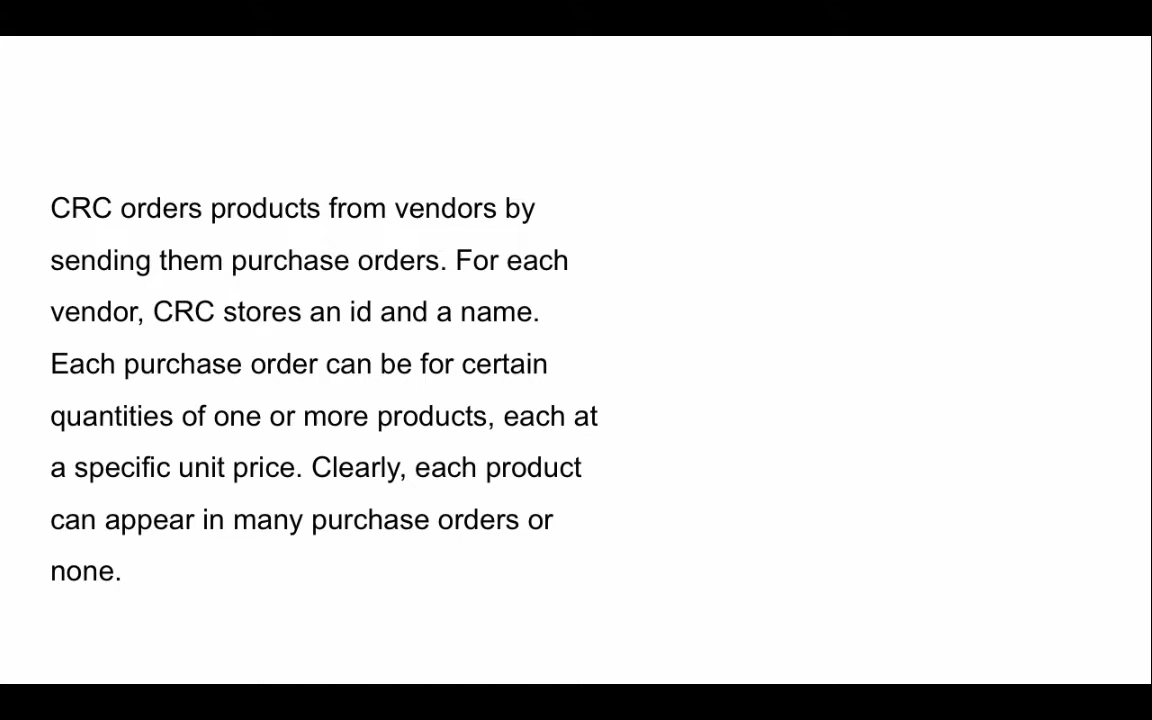 CRC orders products from vendors by
sending them purchase orders. For each
vendor, CRC stores an id and a name.
Each purchase order can be for certain
quantities of one or more products, each at
a specific unit price. Clearly, each product
can appear in many purchase orders or
none.